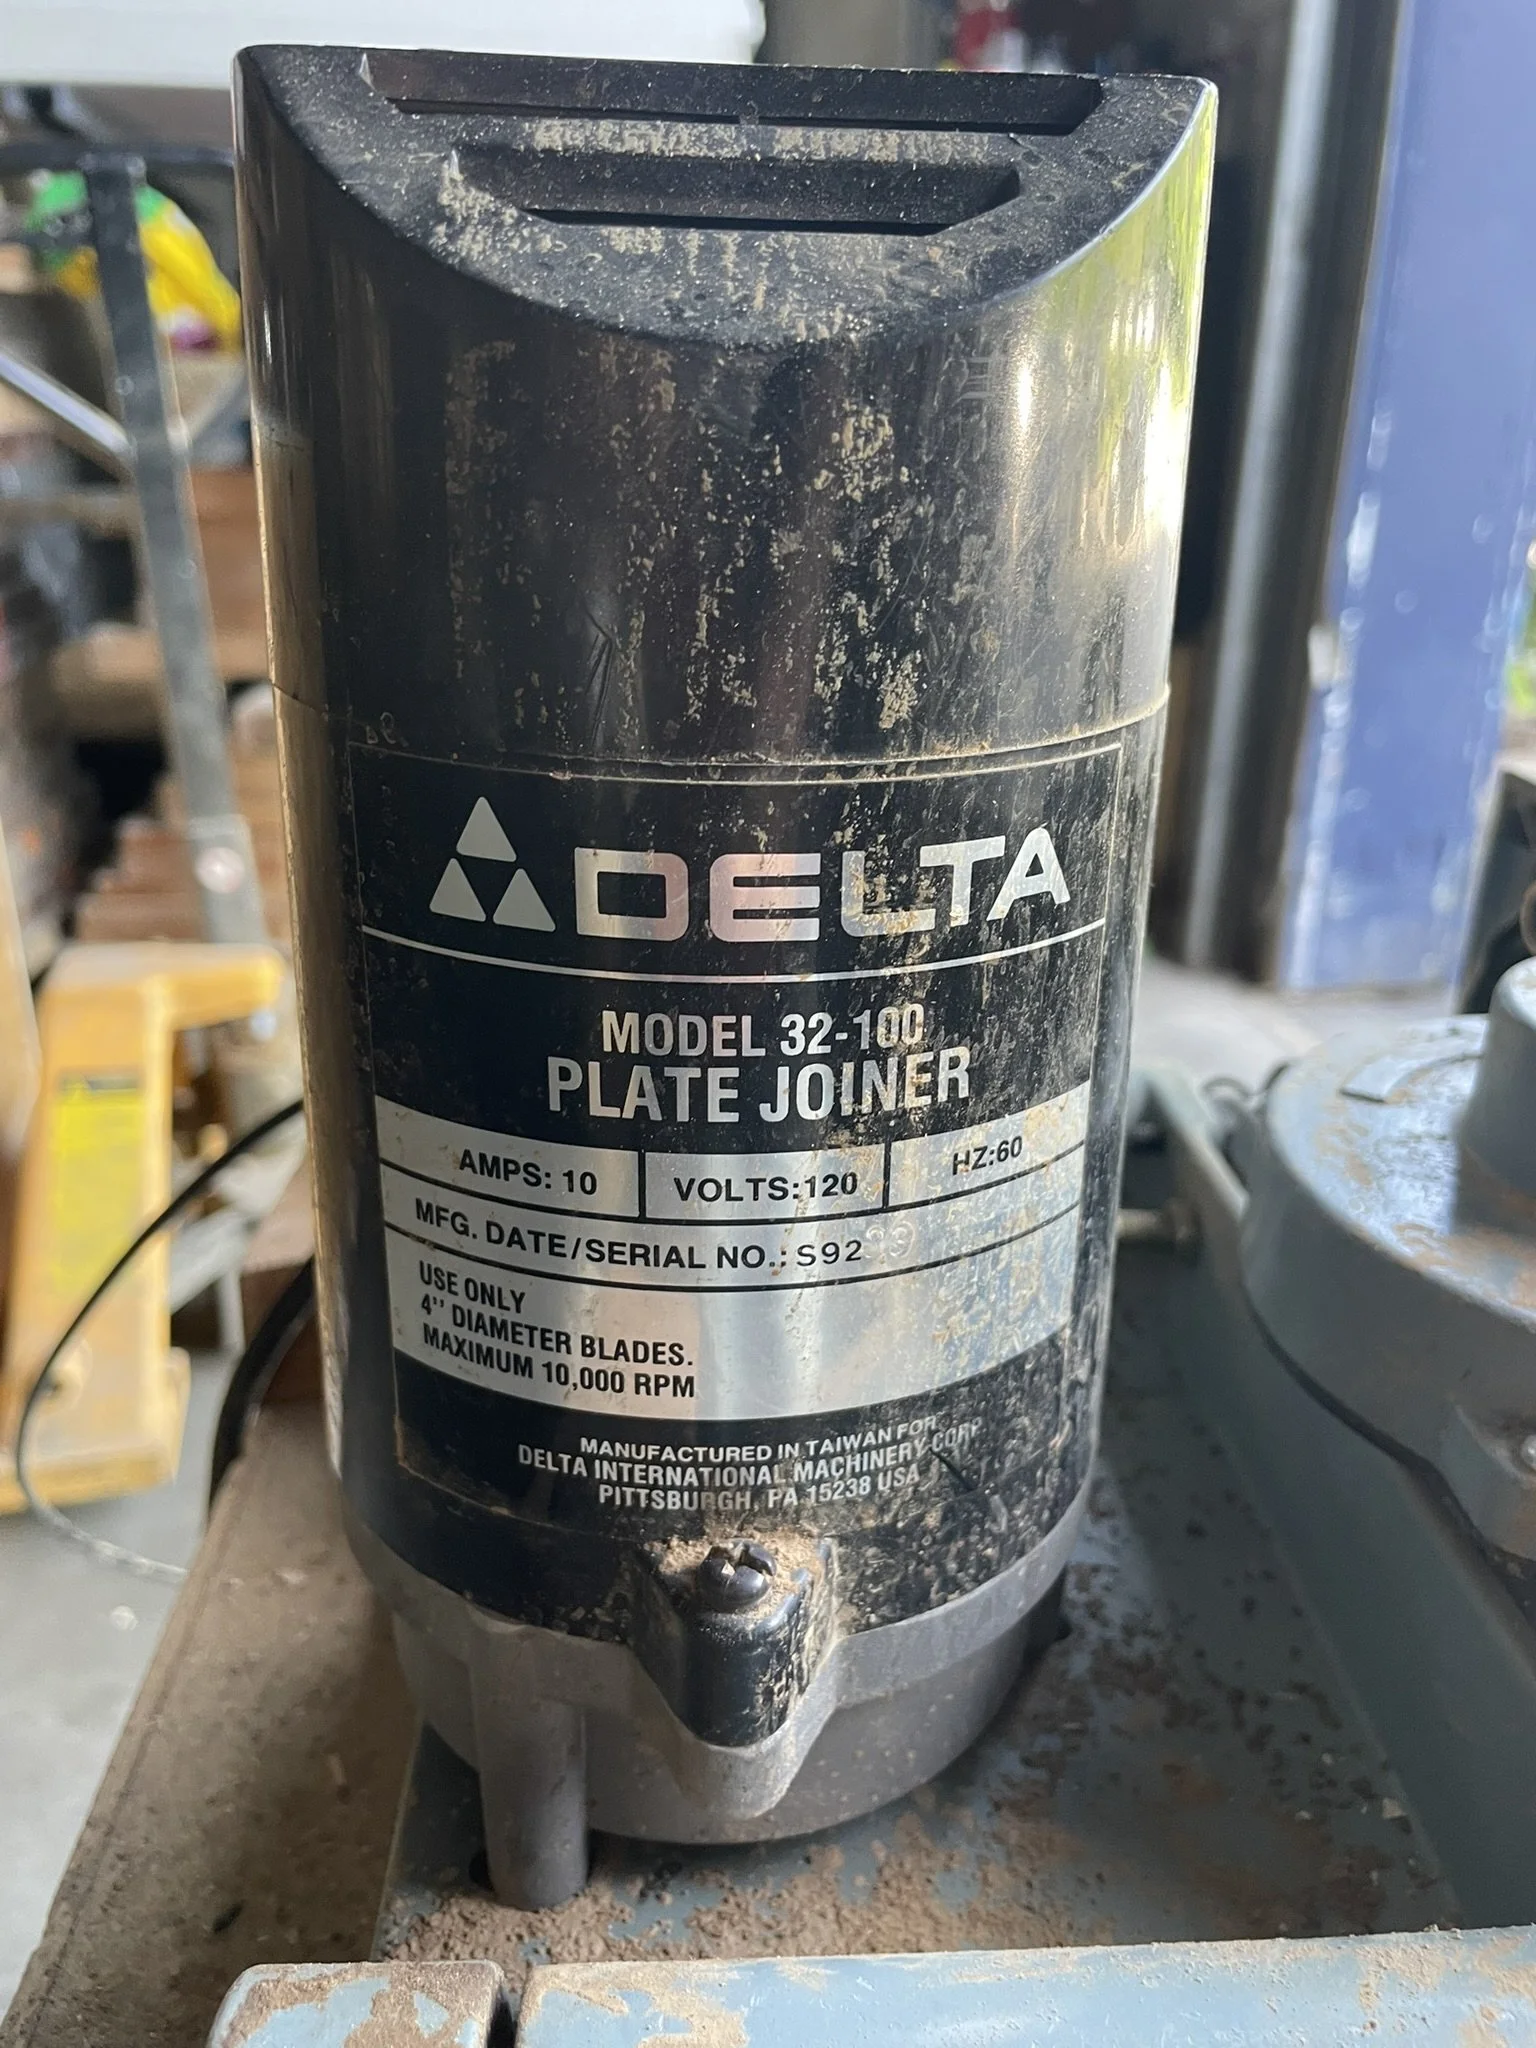 DELTA
MODEL 32-100
PLATE JOINER
AMPS: 10 VOLTS:120 HZ:60
MFG. DATE/SERIAL NO.: S9239
USE ONLY
4" DIAMETER BLADES.
MAXIMUM 10,000 RPM
MANUFACTURED IN TAIWAN FOR
DELTA INTERNATIONAL MACHINERY CORP
PITTSBURGH, PA 15238 USA